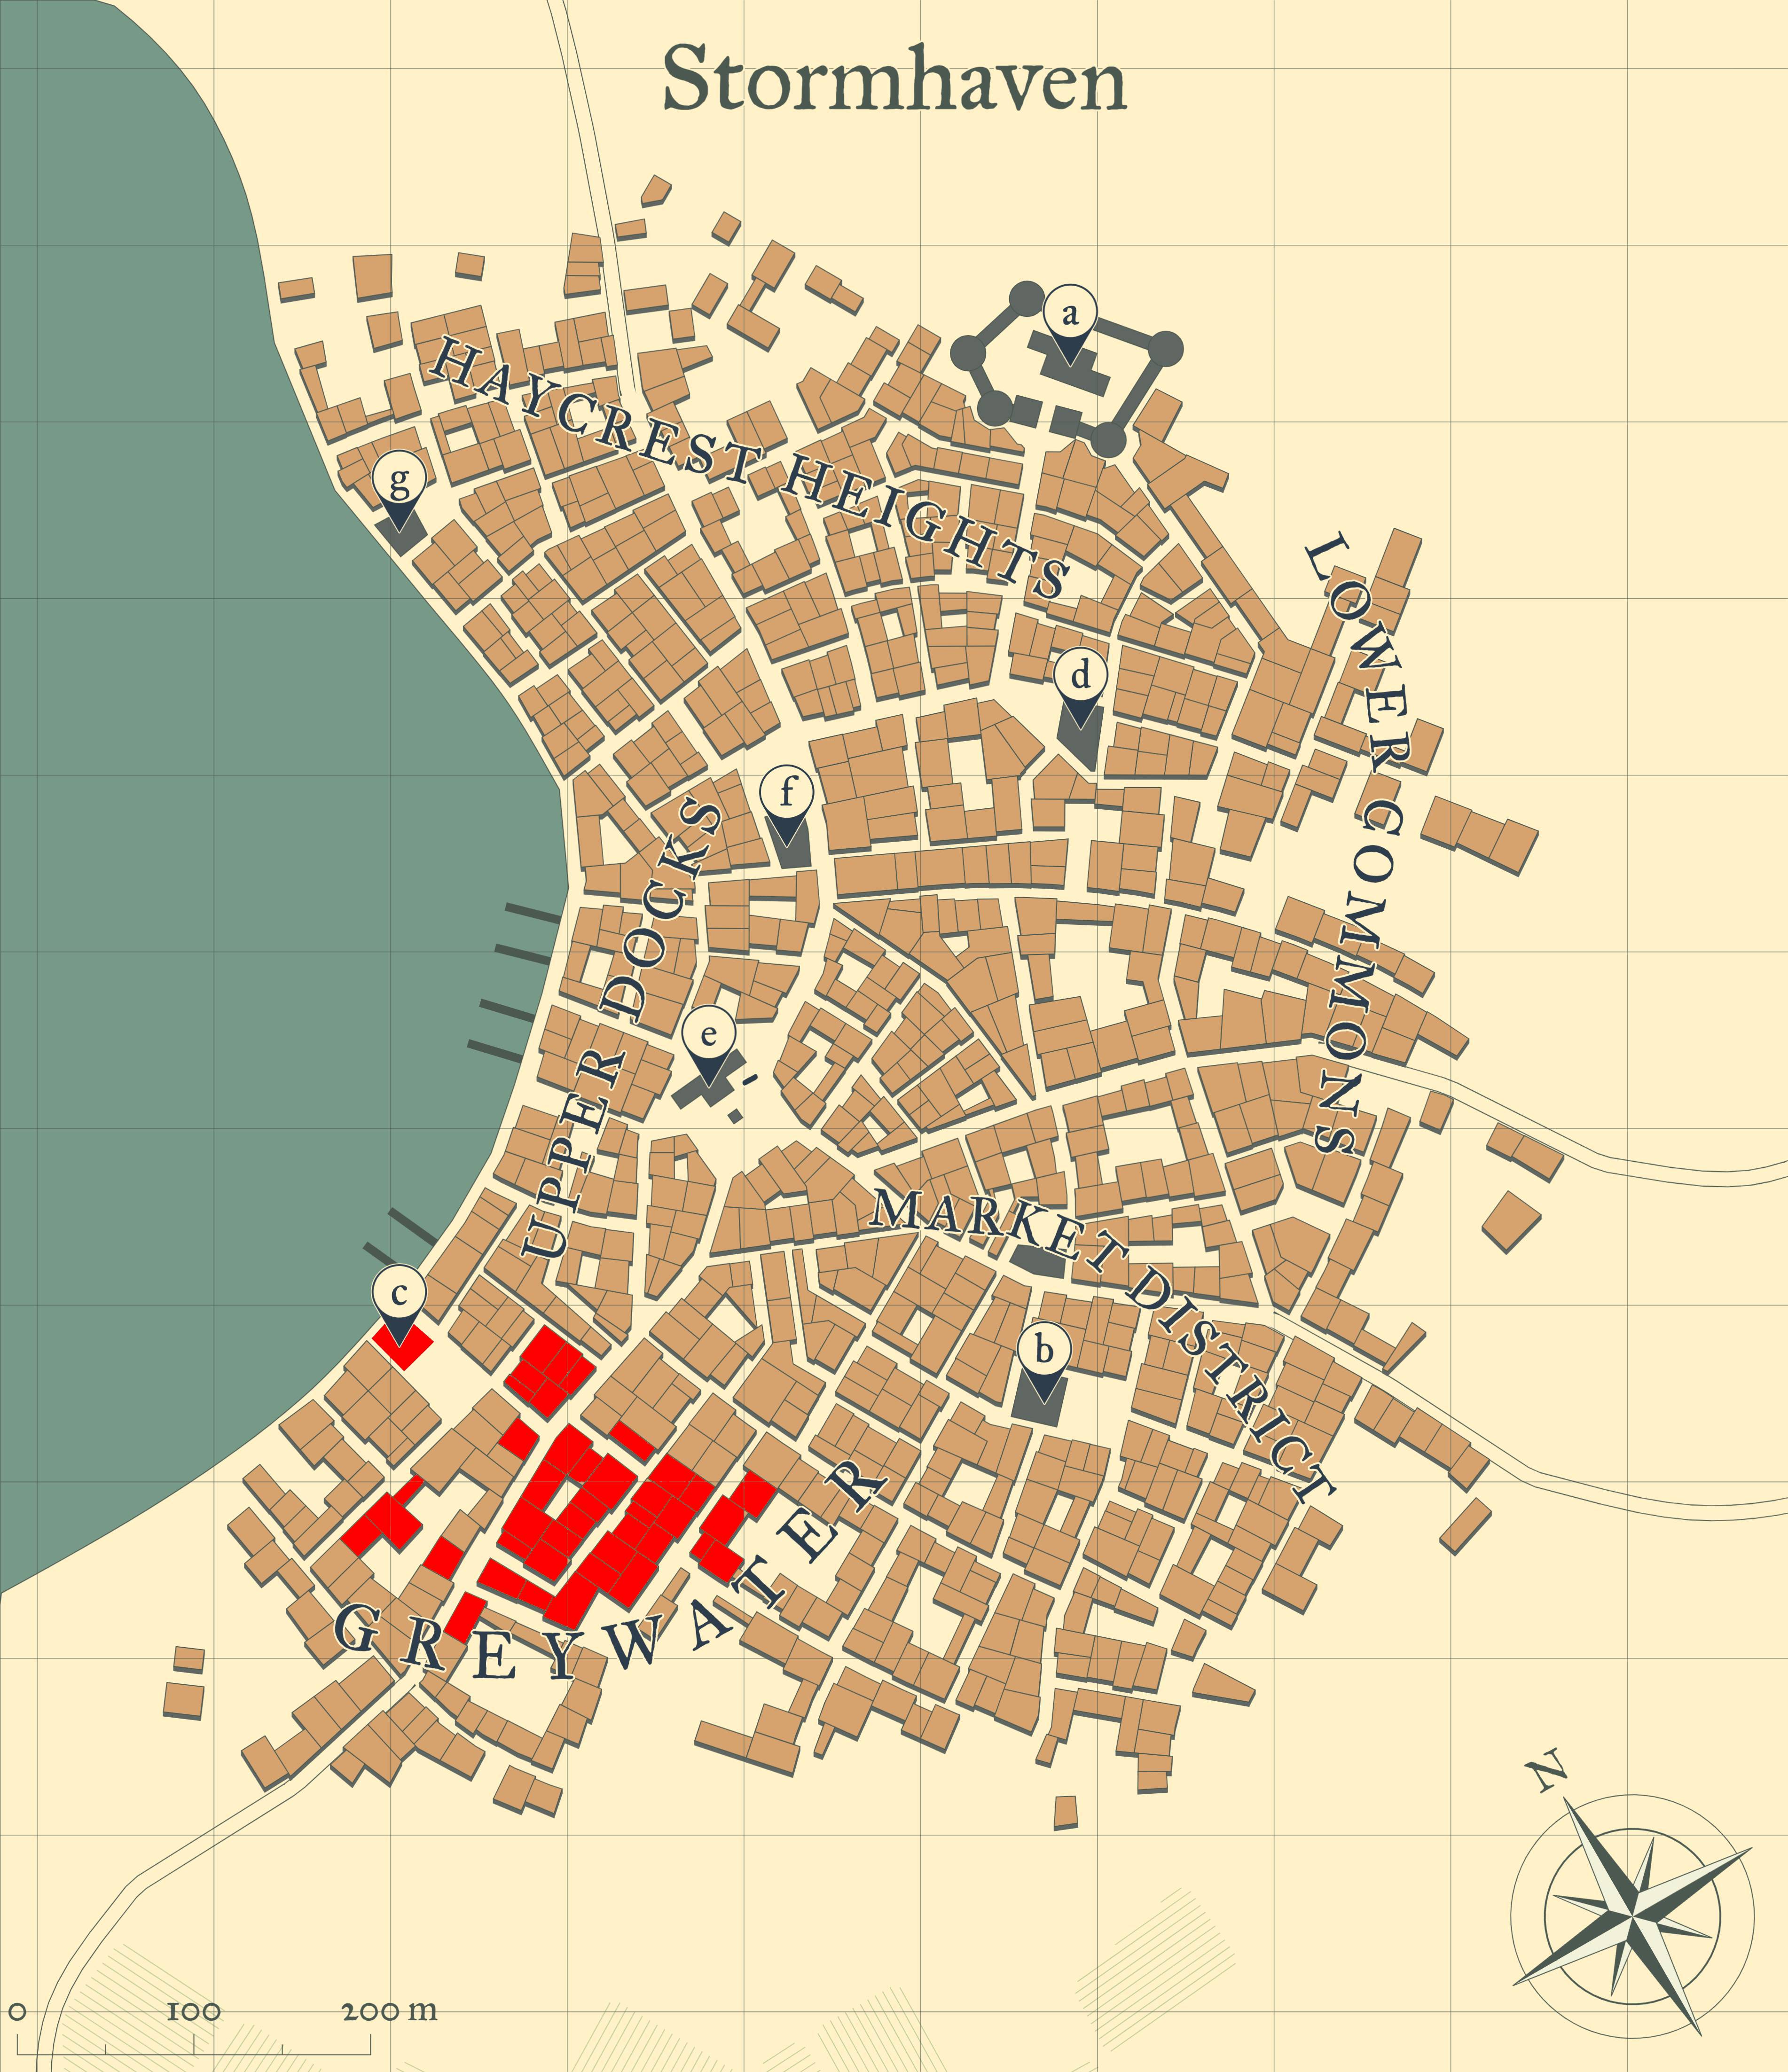 Stormhaven
a
HAYCREST HEIGHTS
g
LOWER COMMONS
d
f
UPPER DOCKS
e
MARKET DISTRICT
c
b
GREYWATER
N
0 100 200 m